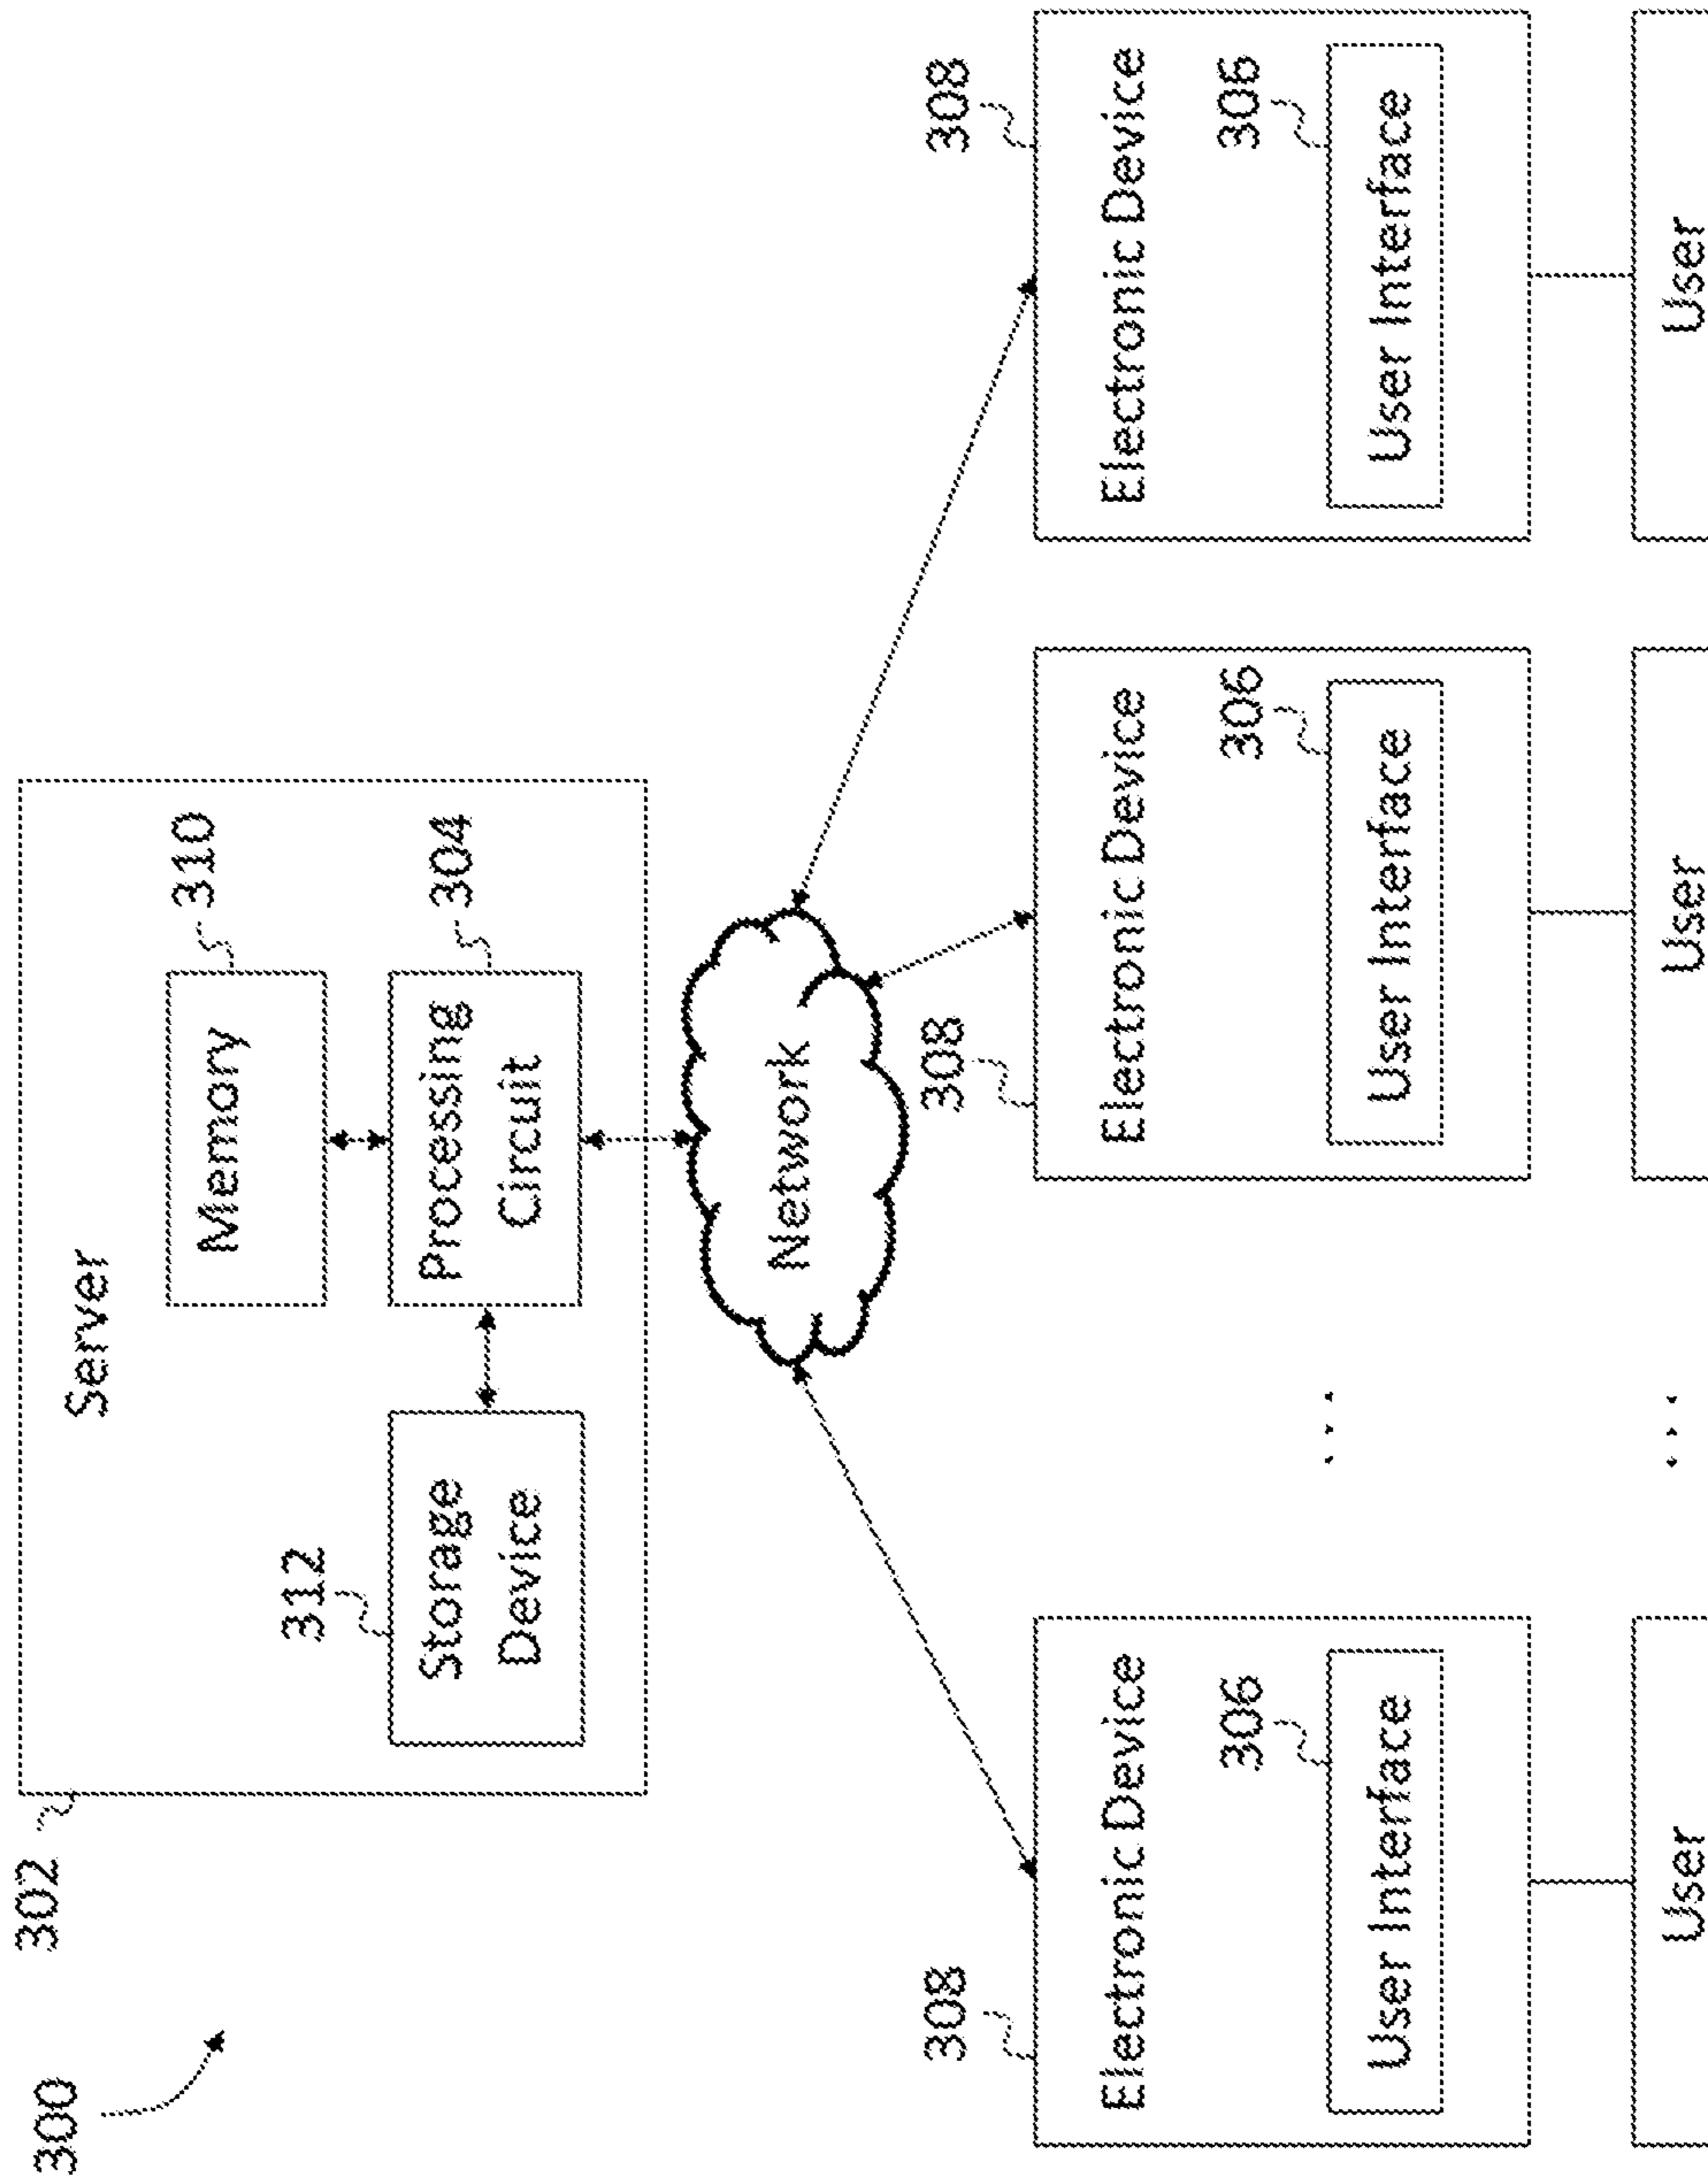 300
302
Server
312
Storage
Device
Memory
310
Processing
Circuit
304
Network
308
Electronic Device
306
User Interface
User
. . .
. . .
308
Electronic Device
306
User Interface
User
308
Electronic Device
306
User Interface
User